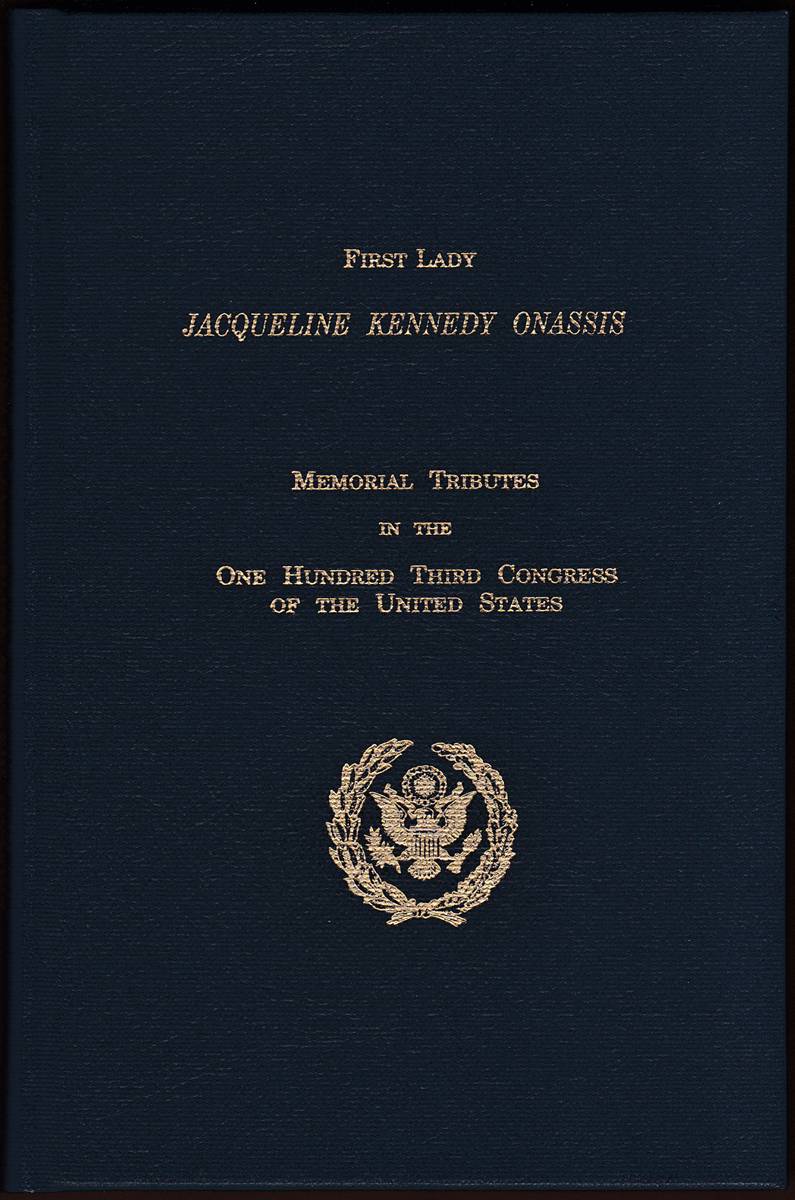 First Lady
JACQUELINE KENNEDY ONASSIS
Memorial Tributes
in the
One Hundred Third Congress
of the United States